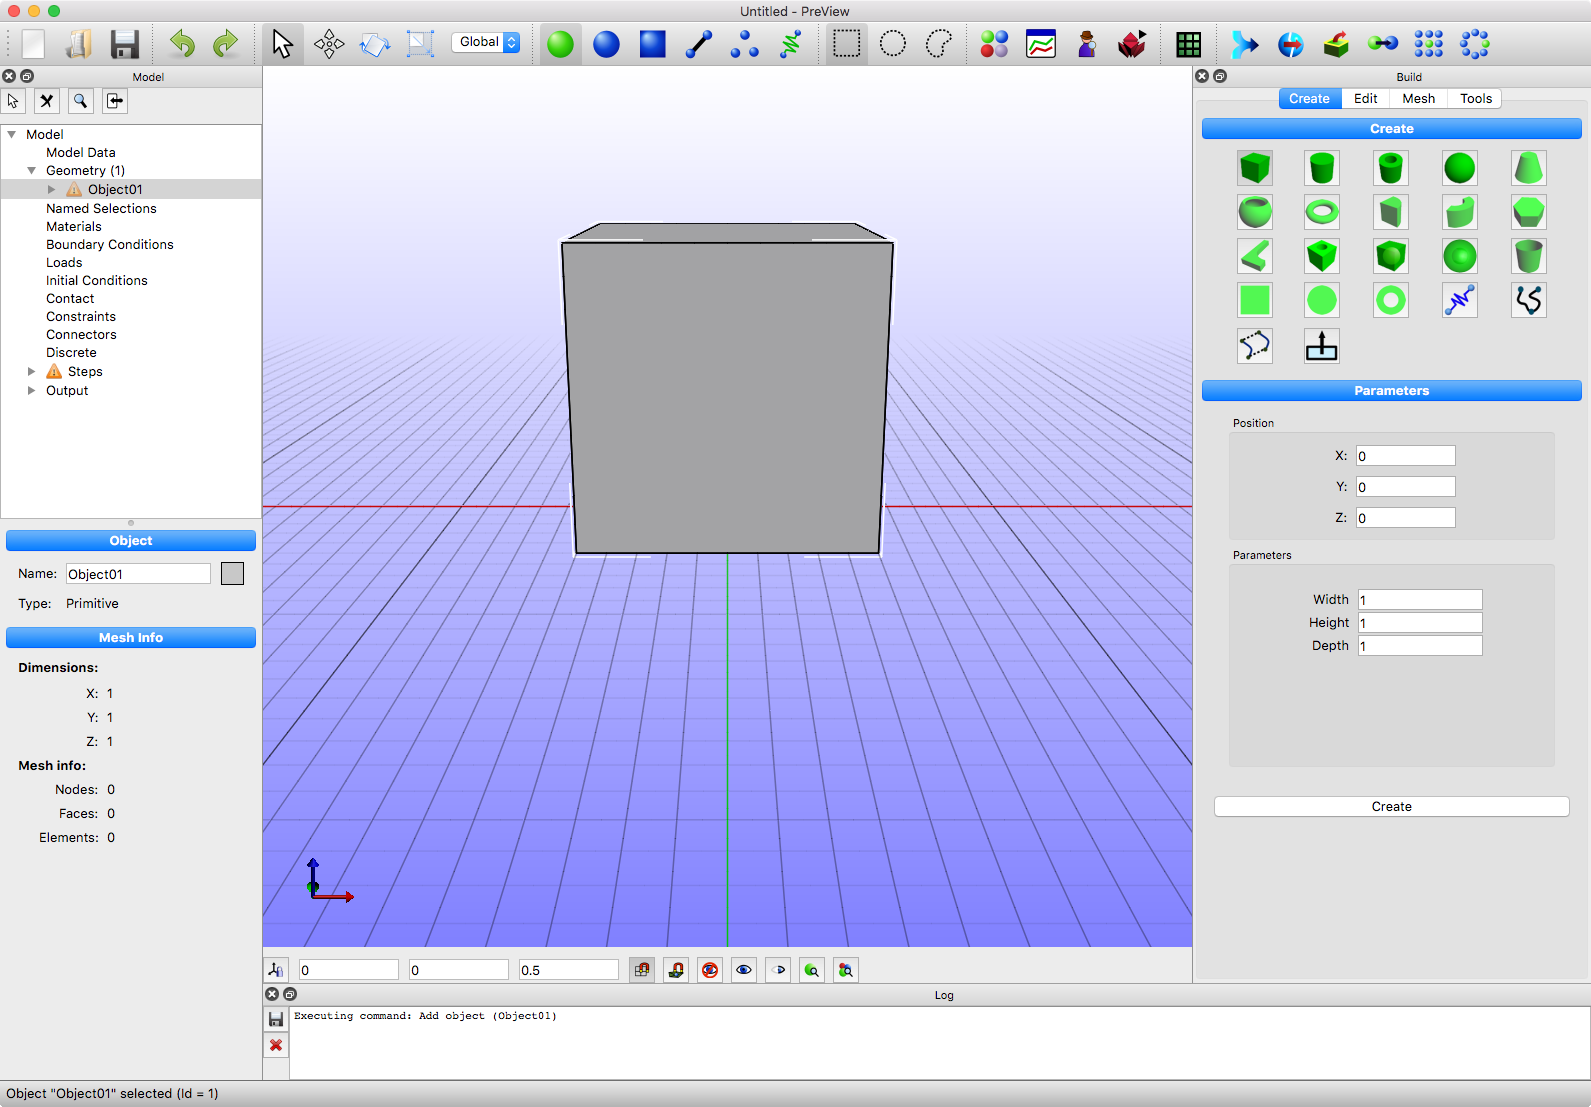 Untitled - PreView
Global
Model
Model
Model Data
Geometry (1)
Object01
Named Selections
Materials
Boundary Conditions
Loads
Initial Conditions
Contact
Constraints
Connectors
Discrete
Steps
Output
Object
Name: Object01
Type: Primitive
Mesh Info
Dimensions:
X: 1
Y: 1
Z: 1
Mesh info:
Nodes: 0
Faces: 0
Elements: 0
0 0 0.5
Build
Create Edit Mesh Tools
Create
Parameters
Position
X: 0
Y: 0
Z: 0
Parameters
Width 1
Height 1
Depth 1
Create
Log
Executing command: Add object (Object01)
Object "Object01" selected (Id = 1)